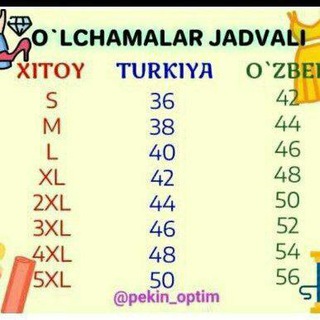 O`LCHAMALAR JADVALI
XITOY TURKIYA O`ZBE
S 36 42
M 38 44
L 40 46
XL 42 48
2XL 44 50
3XL 46 52
4XL 48 54
5XL 50 56
@pekin_optim